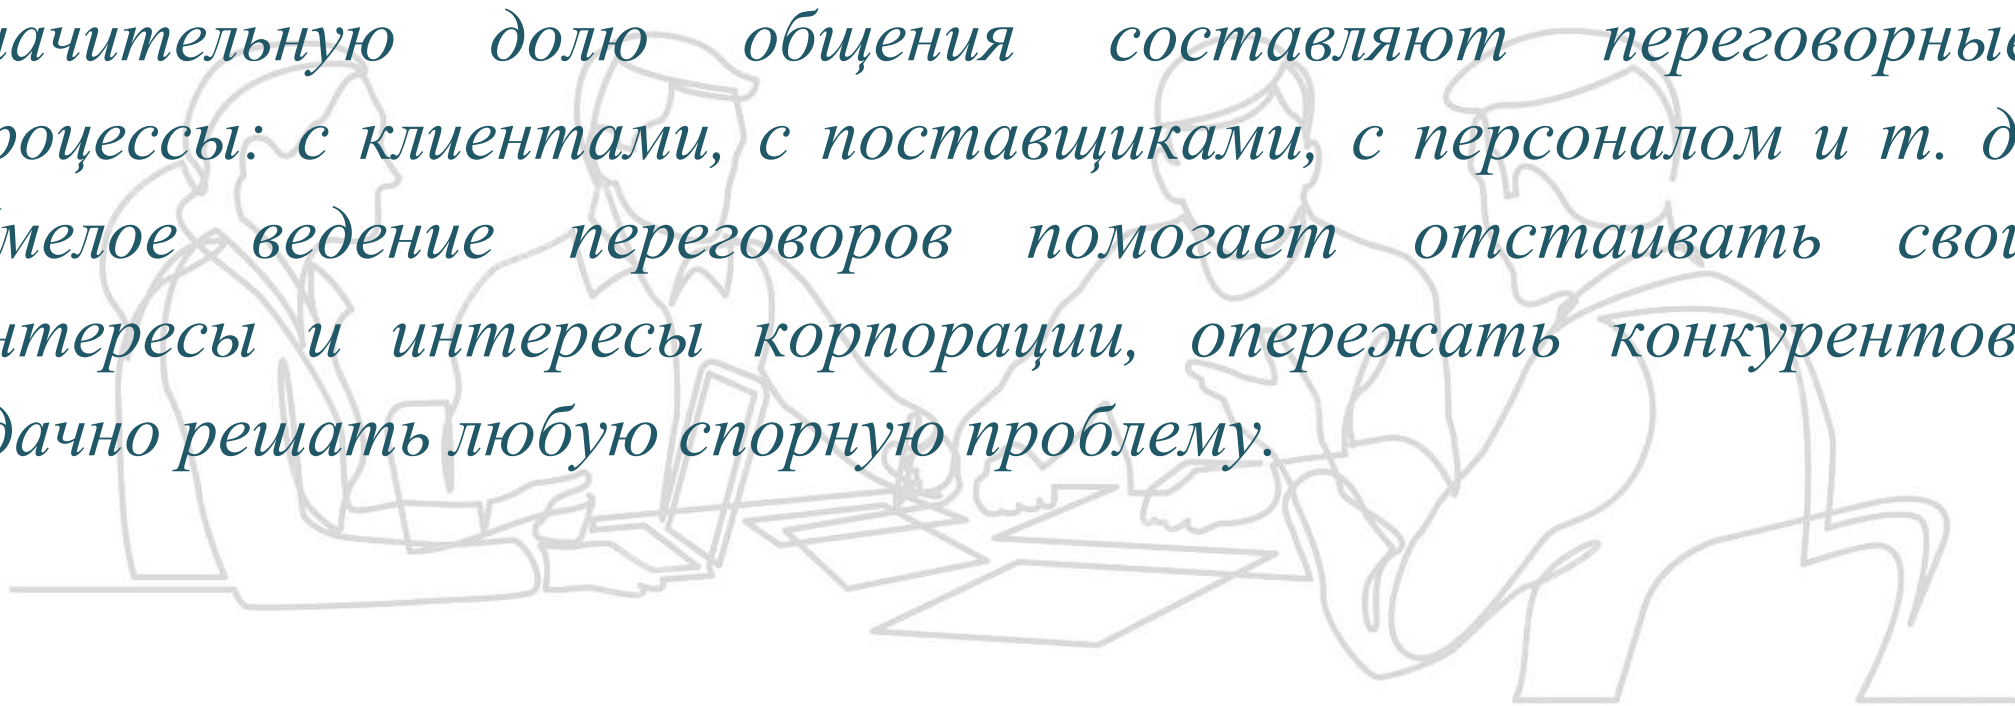 ачительную долю общения составляют переговорные
роцессы: с клиентами, с поставщиками, с персоналом и т. д
мелое ведение переговоров помогает отстаивать сво
нтересы и интересы корпорации, опережать конкурентов
дачно решать любую спорную проблему.